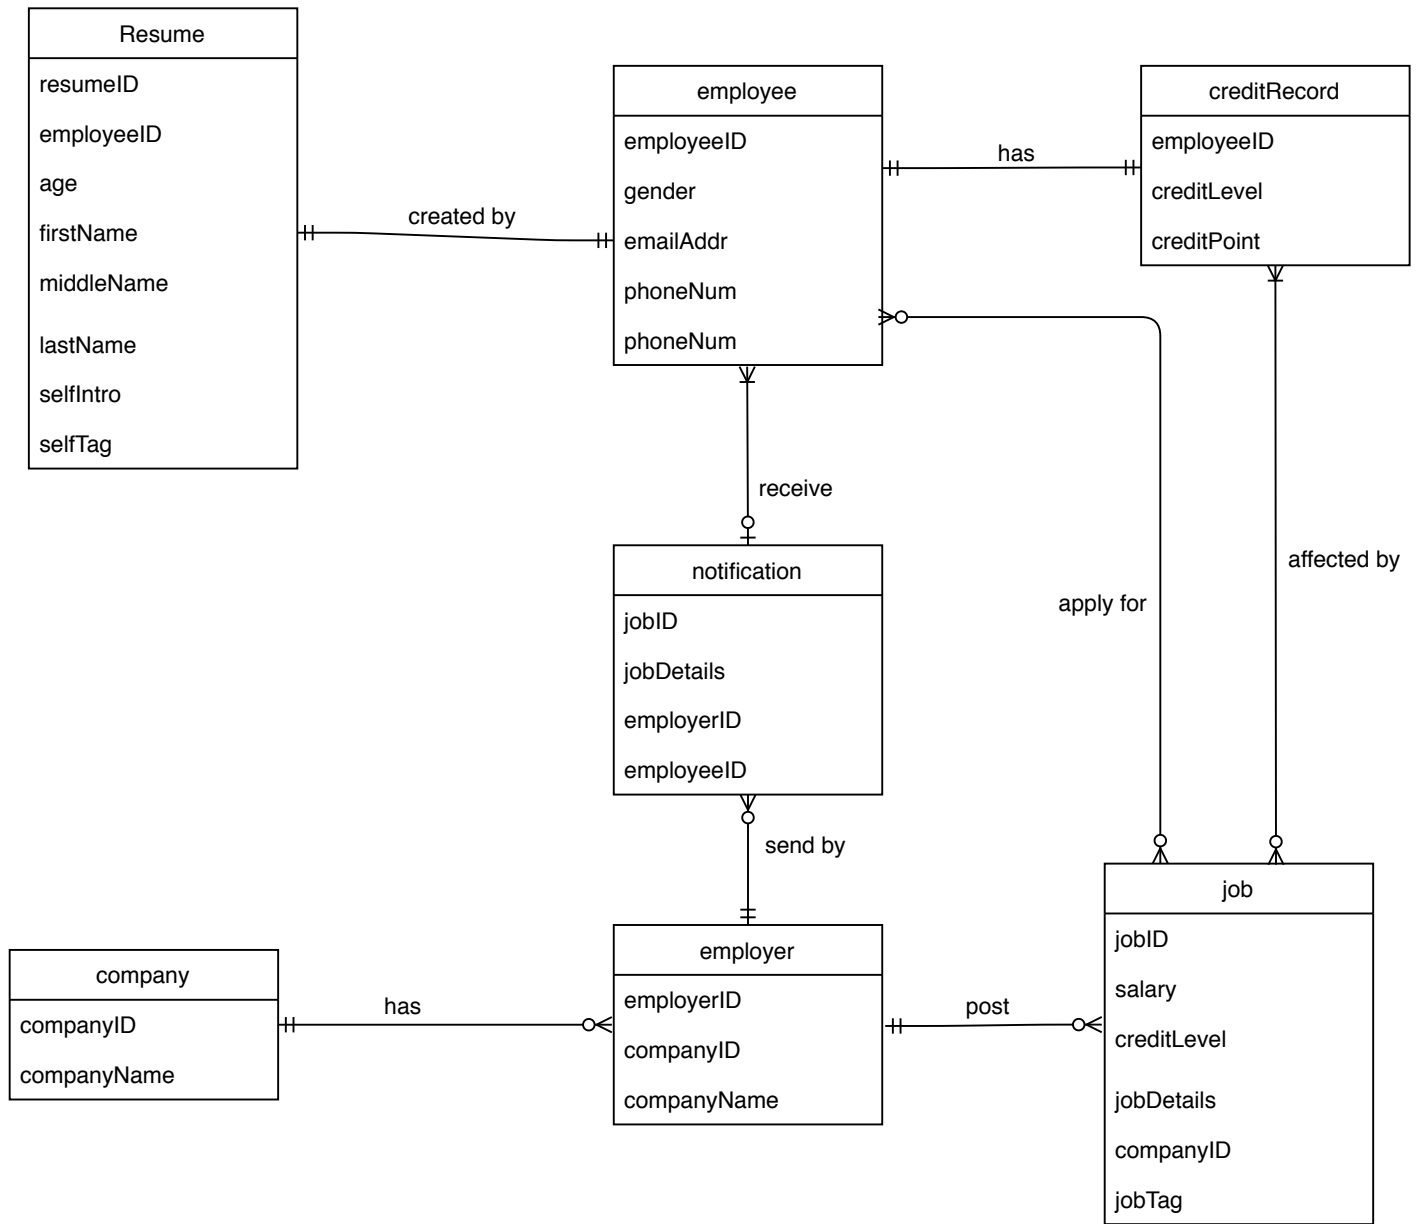 Resume
resumeID
employeeID
age
firstName
middleName
lastName
selfIntro
selfTag
created by
employee
employeeID
gender
emailAddr
phoneNum
phoneNum
has
creditRecord
employeeID
creditLevel
creditPoint
receive
notification
jobID
jobDetails
employerID
employeeID
apply for
affected by
send by
company
companyID
companyName
has
employer
employerID
companyID
companyName
post
job
jobID
salary
creditLevel
jobDetails
companyID
jobTag